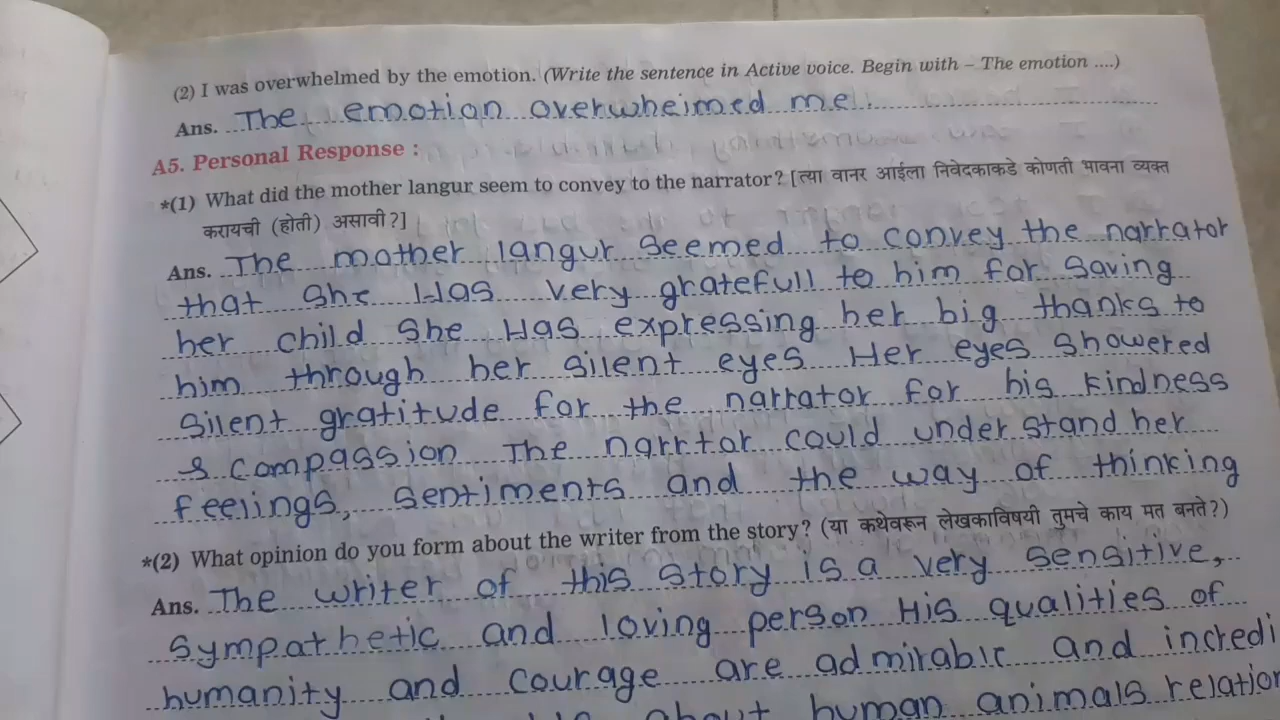 (2) I was overwhelmed by the emotion. (Write the sentence in Active voice. Begin with – The emotion ....)
Ans. The emotion overwheimed me.
A5. Personal Response :
*(1) What did the mother langur seem to convey to the narrator? [त्या वानर आईला निवेदकाकडे कोणती भावना व्यक्त
करायची (होती) असावी?]
Ans. The mother langur seemed to convey the narrator
that she Has very gratefull to him for saving
her child she Has expressing her big thanks to
him through her silent eyes Her eyes showered
silent gratitude for the narrator for his kindness
& compassion The narrtor could under stand her
feelings, sentiments and the way of thinking
*(2) What opinion do you form about the writer from the story? (या कथेवरून लेखकाविषयी तुमचे काय मत बनते?)
Ans. The writer of this story is a very sensitive,
sympathetic and loving person His qualities of
humanity and courage are admirable and incredi
about human animals relation